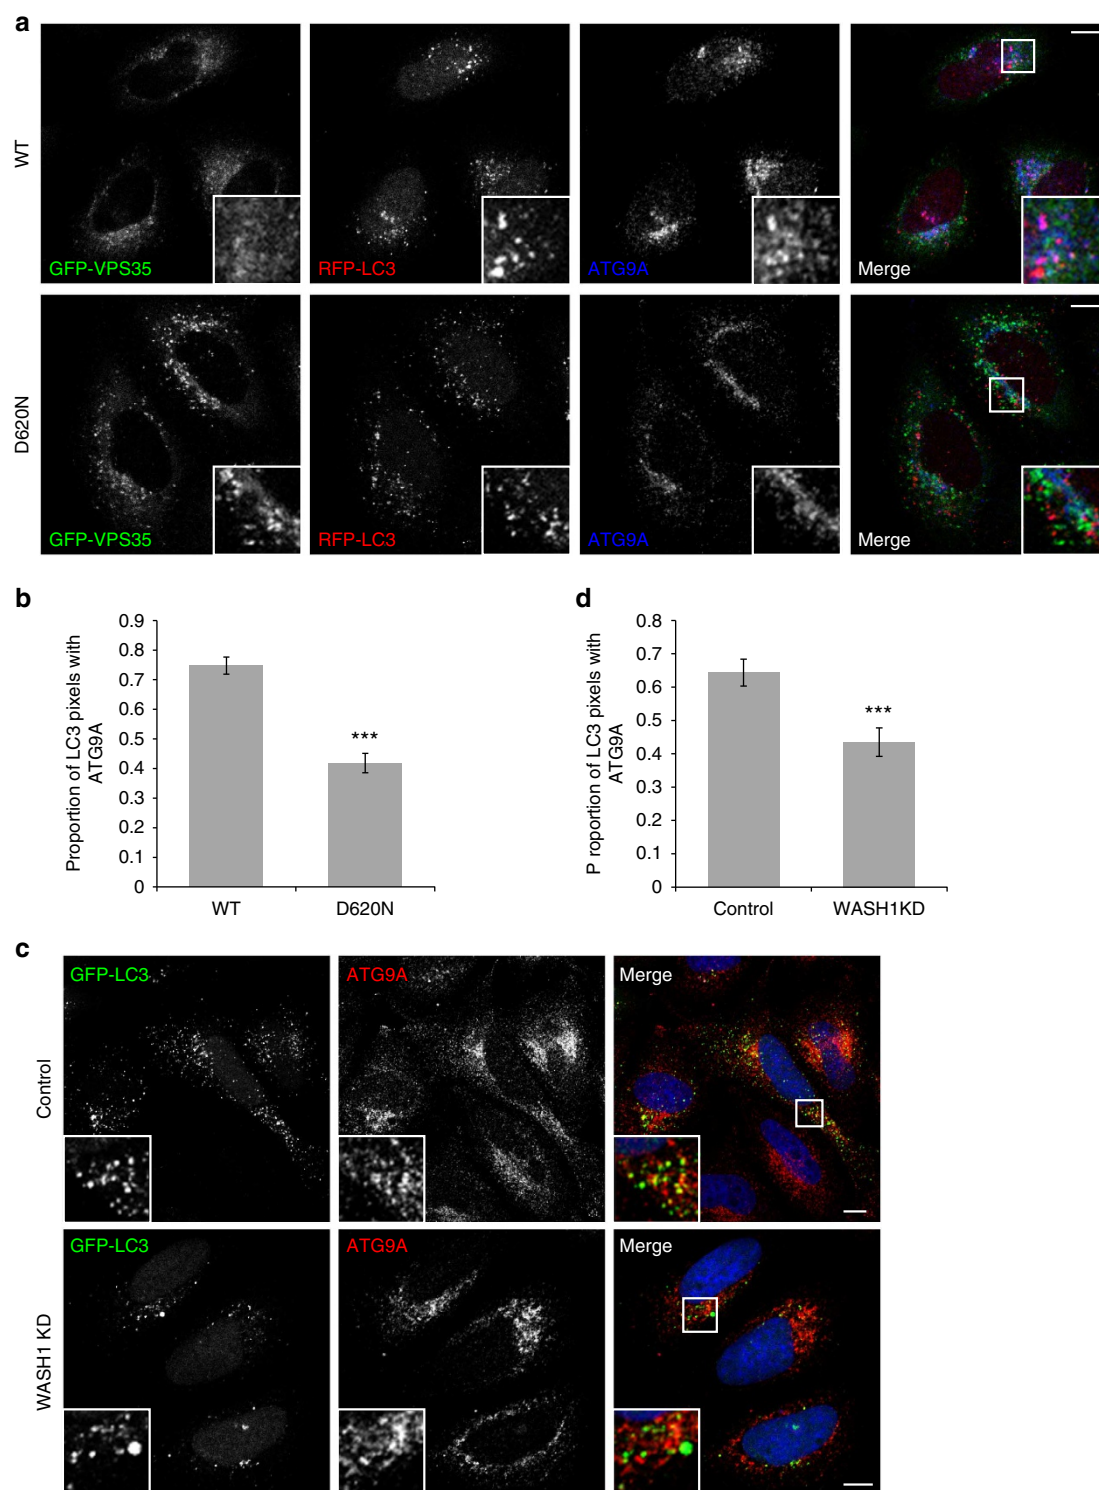 a
WT
GFP-VPS35
RFP-LC3
ATG9A
Merge
D620N
GFP-VPS35
RFP-LC3
ATG9A
Merge
b
Proportion of LC3 pixels with
ATG9A
0.9
0.8
0.7
0.6
0.5
0.4
0.3
0.2
0.1
0
***
WT
D620N
d
P roportion of LC3 pixels with
ATG9A
0.8
0.7
0.6
0.5
0.4
0.3
0.2
0.1
0
***
Control
WASH1KD
c
Control
GFP-LC3
ATG9A
Merge
WASH1 KD
GFP-LC3
ATG9A
Merge